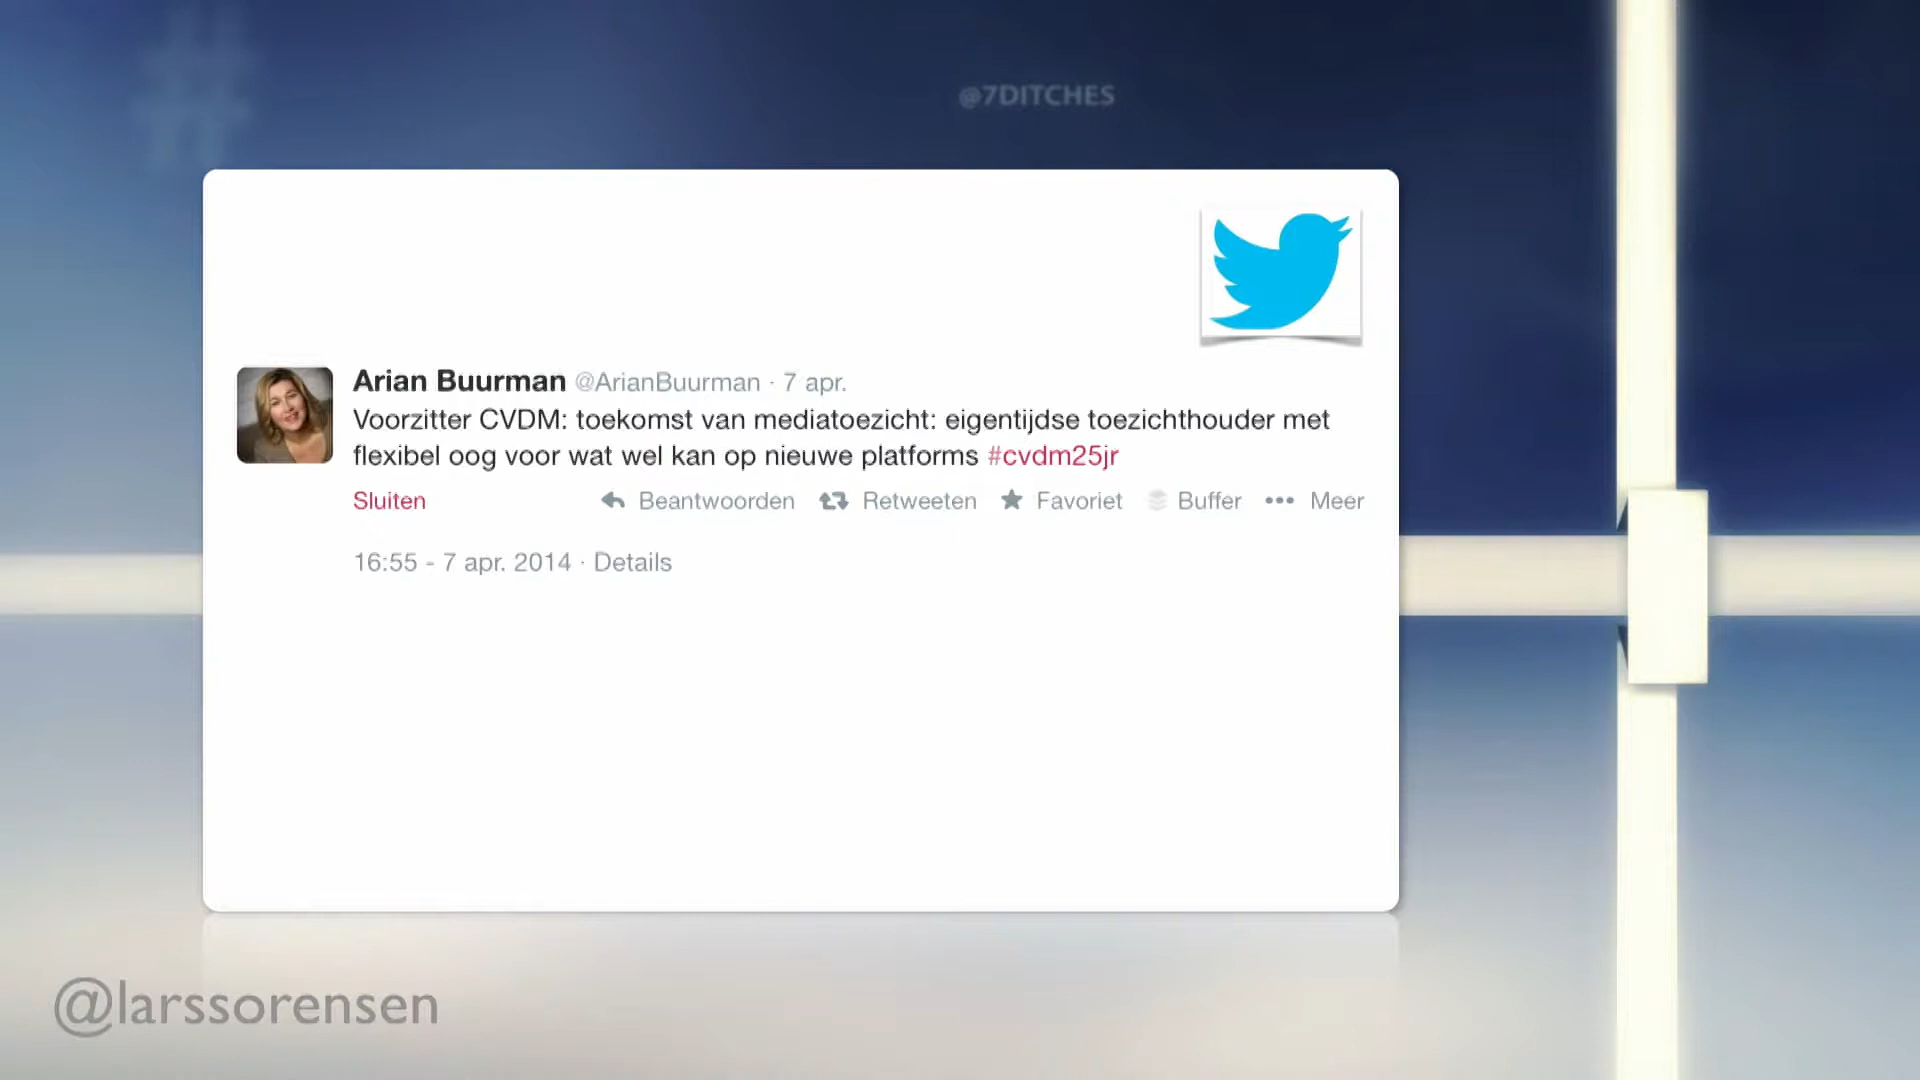 #
@7DITCHES
Arian Buurman @ArianBuurman · 7 apr.
Voorzitter CVDM: toekomst van mediatoezicht: eigentijdse toezichthouder met
flexibel oog voor wat wel kan op nieuwe platforms #cvdm25jr
Sluiten Beantwoorden Retweeten Favoriet Buffer ••• Meer
16:55 - 7 apr. 2014 · Details
@larssorensen